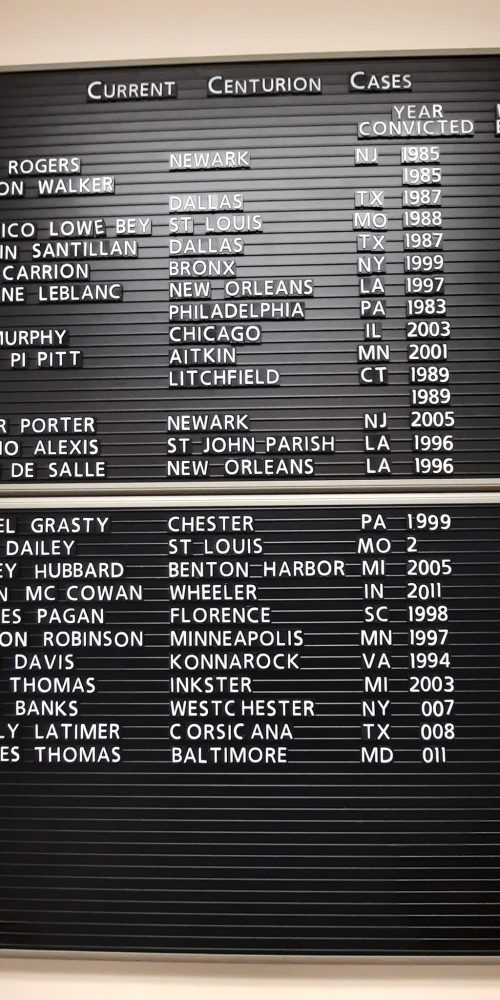 CURRENT CENTURION CASES
YEAR
CONVICTED
ROGERS NEWARK NJ 1985
ON WALKER 1985
DALLAS TX 1987
ICO LOWE BEY ST LOUIS MO 1988
IN SANTILLAN DALLAS TX 1987
CARRION BRONX NY 1999
NE LEBLANC NEW ORLEANS LA 1997
PHILADELPHIA PA 1983
MURPHY CHICAGO IL 2003
PI PITT AITKIN MN 2001
LITCHFIELD CT 1989
1989
R PORTER NEWARK NJ 2005
IO ALEXIS ST JOHN PARISH LA 1996
DE SALLE NEW ORLEANS LA 1996
EL GRASTY CHESTER PA 1999
DAILEY ST LOUIS MO 2
EY HUBBARD BENTON HARBOR MI 2005
N MC COWAN WHEELER IN 2011
ES PAGAN FLORENCE SC 1998
ON ROBINSON MINNEAPOLIS MN 1997
DAVIS KONNAROCK VA 1994
THOMAS INKSTER MI 2003
BANKS WESTCHESTER NY 007
LY LATIMER CORSICANA TX 008
ES THOMAS BALTIMORE MD 011